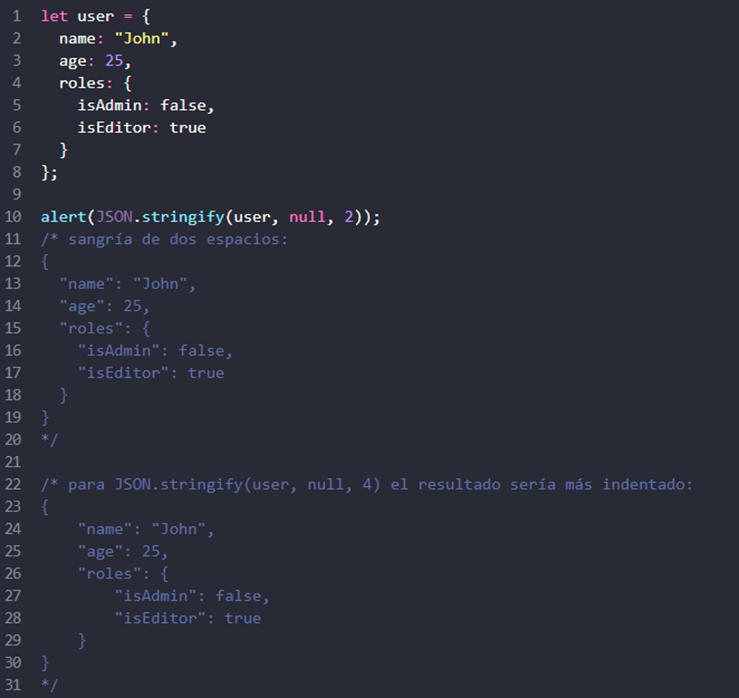 1 let user = {
2   name: "John",
3   age: 25,
4   roles: {
5     isAdmin: false,
6     isEditor: true
7   }
8 };
9
10 alert(JSON.stringify(user, null, 2));
11 /* sangría de dos espacios:
12 {
13   "name": "John",
14   "age": 25,
15   "roles": {
16     "isAdmin": false,
17     "isEditor": true
18   }
19 }
20 */
21
22 /* para JSON.stringify(user, null, 4) el resultado sería más indentado:
23 {
24     "name": "John",
25     "age": 25,
26     "roles": {
27         "isAdmin": false,
28         "isEditor": true
29     }
30 }
31 */